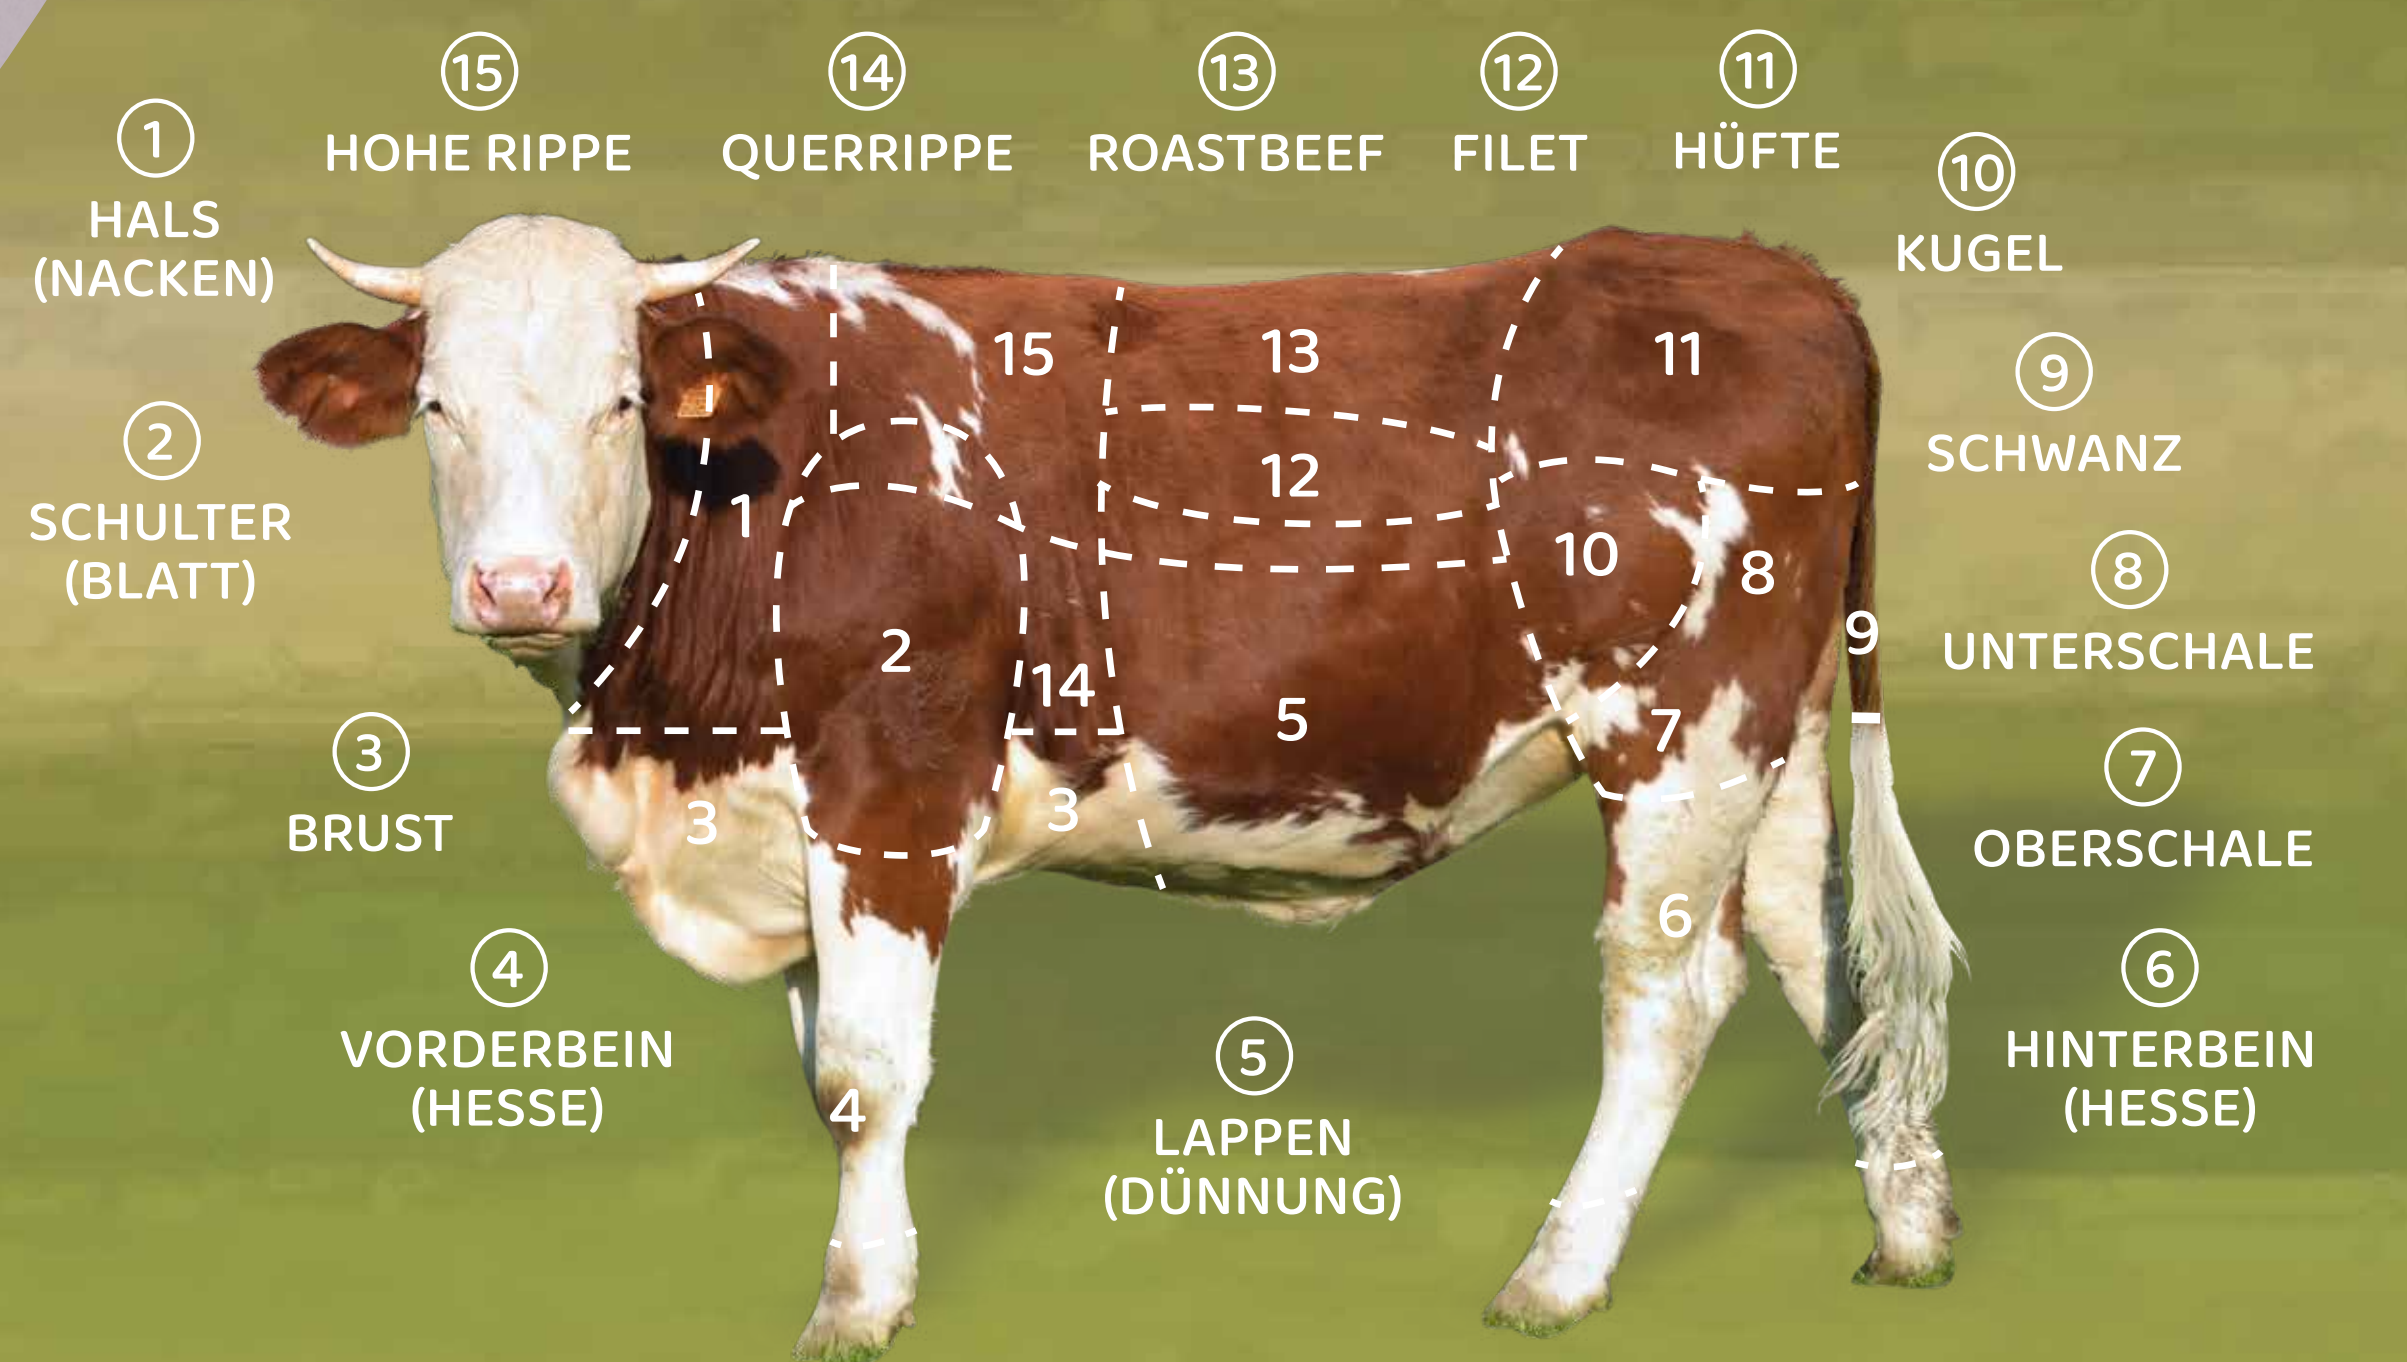 15
HOHE RIPPE
14
QUERRIPPE
13
ROASTBEEF
12
FILET
11
HÜFTE
1
HALS
(NACKEN)
10
KUGEL
2
SCHULTER
(BLATT)
9
SCHWANZ
8
UNTERSCHALE
3
BRUST
7
OBERSCHALE
4
VORDERBEIN
(HESSE)
5
LAPPEN
(DÜNNUNG)
6
HINTERBEIN
(HESSE)
15
13
11
12
1
10
8
2
9
14
5
7
3
3
6
4